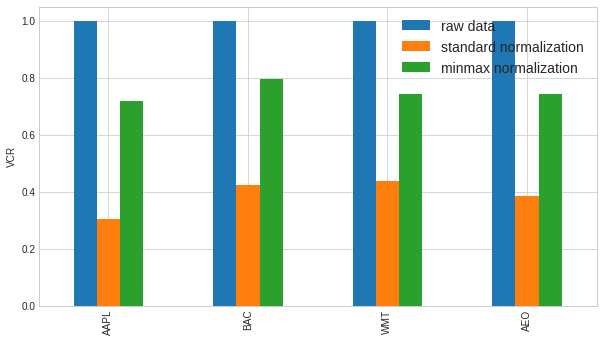 1.0
0.8
0.6
0.4
0.2
0.0
VCR
raw data
standard normalization
minmax normalization
AAPL
BAC
WMT
AEO